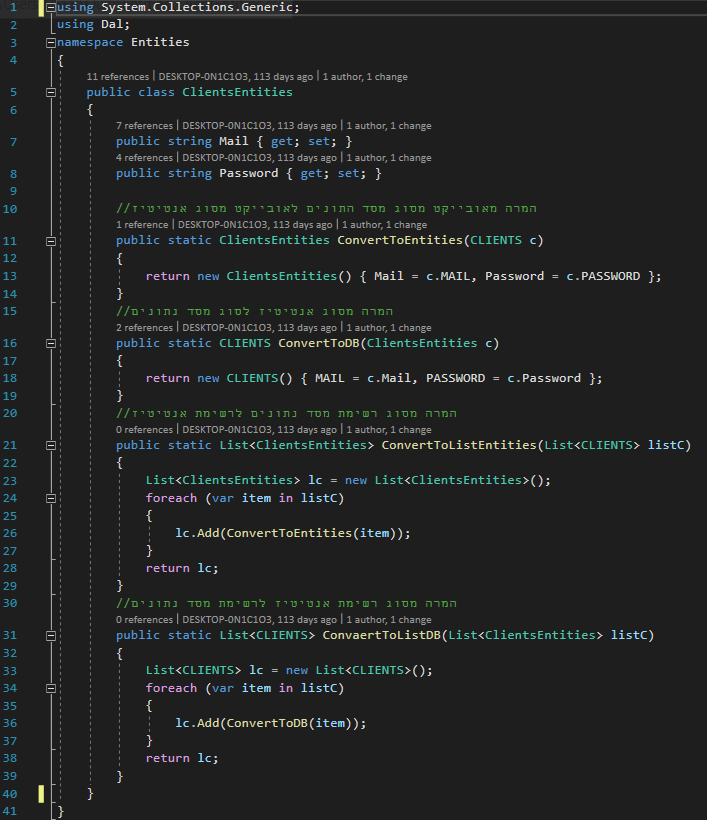 1 using System.Collections.Generic;
2 using Dal;
3 namespace Entities
4 {
11 references | DESKTOP-0N1C1O3, 113 days ago | 1 author, 1 change
5 public class ClientsEntities
6 {
7 references | DESKTOP-0N1C1O3, 113 days ago | 1 author, 1 change
7 public string Mail { get; set; }
4 references | DESKTOP-0N1C1O3, 113 days ago | 1 author, 1 change
8 public string Password { get; set; }
9
10 //המרה מאובייקט מסוג מסד התונים לאובייקט מסוג אנטיטיז
1 reference | DESKTOP-0N1C1O3, 113 days ago | 1 author, 1 change
11 public static ClientsEntities ConvertToEntities(CLIENTS c)
12 {
13 return new ClientsEntities() { Mail = c.MAIL, Password = c.PASSWORD };
14 }
15 //המרה מסוג אנטיטיז לסוג מסד נתונים
2 references | DESKTOP-0N1C1O3, 113 days ago | 1 author, 1 change
16 public static CLIENTS ConvertToDB(ClientsEntities c)
17 {
18 return new CLIENTS() { MAIL = c.Mail, PASSWORD = c.Password };
19 }
20 //המרה מסוג רשימת מסד נתונים לרשימת אנטיטיז
0 references | DESKTOP-0N1C1O3, 113 days ago | 1 author, 1 change
21 public static List<ClientsEntities> ConvertToListEntities(List<CLIENTS> listC)
22 {
23 List<ClientsEntities> lc = new List<ClientsEntities>();
24 foreach (var item in listC)
25 {
26 lc.Add(ConvertToEntities(item));
27 }
28 return lc;
29 }
30 //המרה מסוג רשימת אנטיטיז לרשימת מסד נתונים
0 references | DESKTOP-0N1C1O3, 113 days ago | 1 author, 1 change
31 public static List<CLIENTS> ConvaertToListDB(List<ClientsEntities> listC)
32 {
33 List<CLIENTS> lc = new List<CLIENTS>();
34 foreach (var item in listC)
35 {
36 lc.Add(ConvertToDB(item));
37 }
38 return lc;
39 }
40 }
41 }